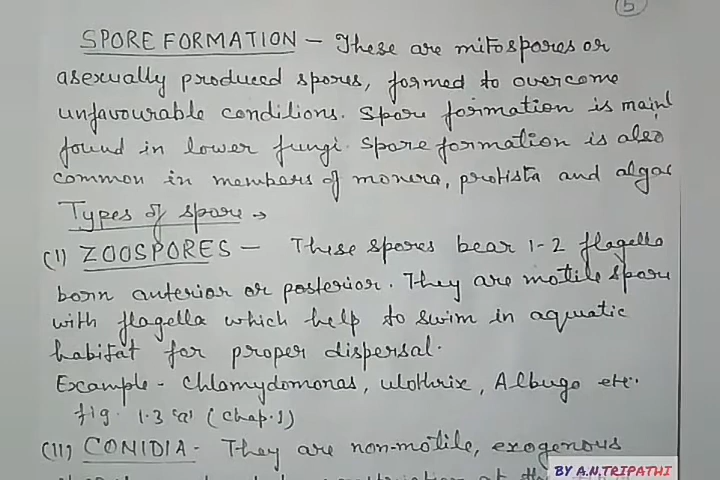 5
SPORE FORMATION - These are mitospores or
asexually produced spores, formed to overcome
unfavourable conditions. Spore formation is mainl
found in lower fungi. Spore formation is also
common in members of monera, protista and algae
Types of spore →
(I) ZOOSPORES - These spores bear 1-2 flagella
born anterior or posterior. They are motile spore
with flagella which help to swim in aquatic
habitat for proper dispersal.
Example - Chlamydomonas, ulothrix, Albugo etc.
fig. 1.3 'a' (Chap.1)
(II) CONIDIA - They are non-motile, exogenous
BY A.N.TRIPATHI